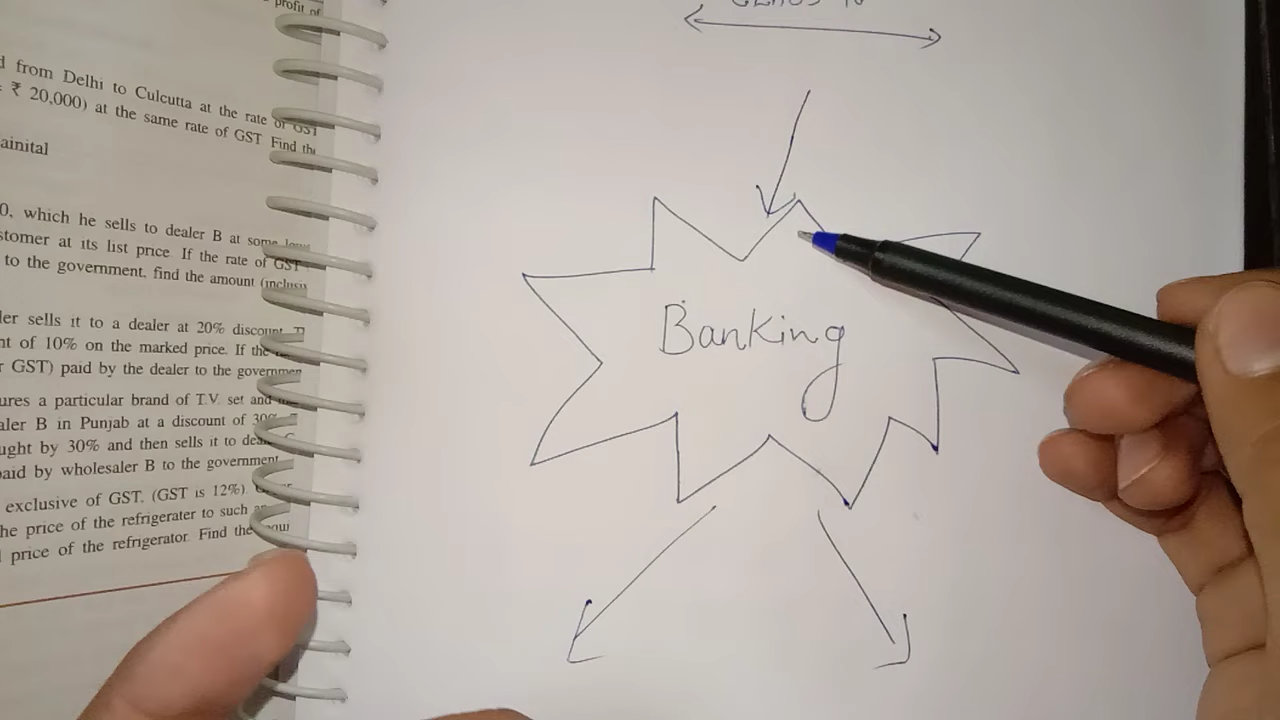 profit of
from Delhi to Culcutta at the rate of GST
₹ 20,000) at the same rate of GST. Find the
ainital
0, which he sells to dealer B at some
stomer at its list price. If the rate of GST
to the government, find the amount (inclusi
ler sells it to a dealer at 20% discount.
nt of 10% on the marked price. If the
r GST) paid by the dealer to the governmen
ures a particular brand of T.V. set and
aler B in Punjab at a discount of 30%
ught by 30% and then sells it to deal
paid by wholesaler B to the government
exclusive of GST. (GST is 12%).
he price of the refrigerater to such
price of the refrigerator. Find the
Banking